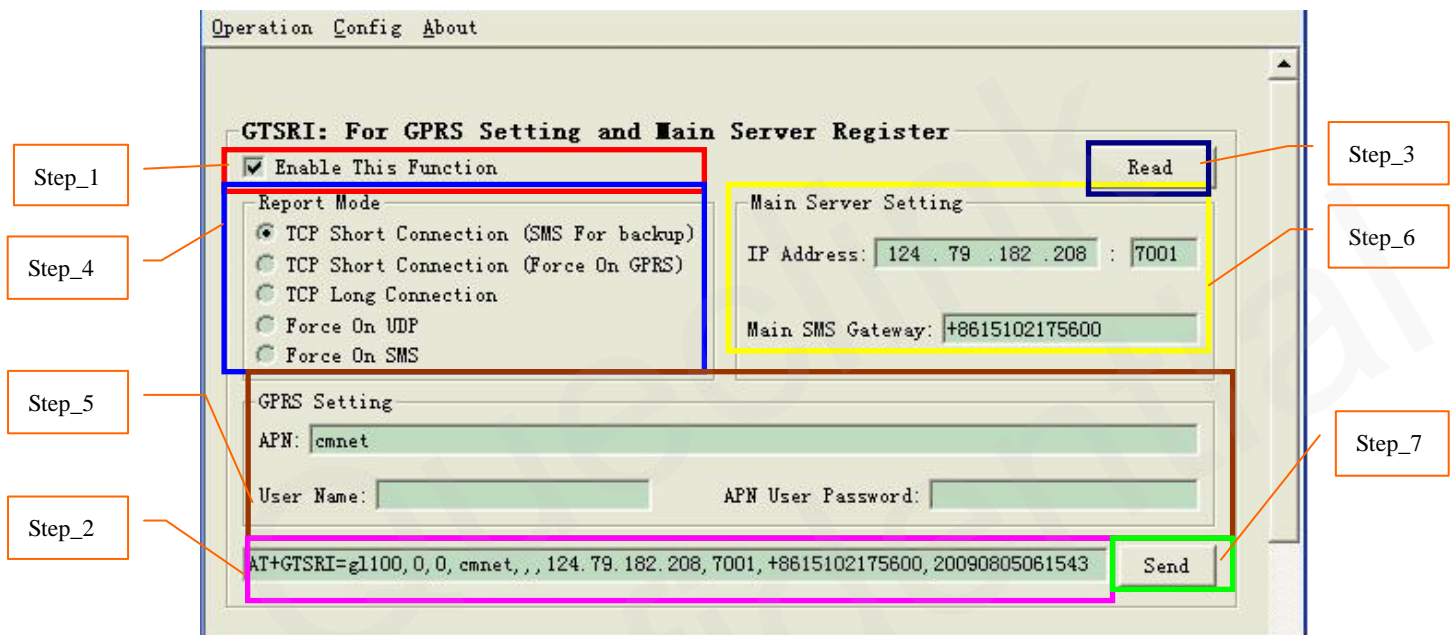 Operation Config About
GTSRI: For GPRS Setting and Main Server Register
Step_1
Enable This Function
Read
Step_3
Report Mode
Main Server Setting
Step_4
TCP Short Connection (SMS For backup)
TCP Short Connection (Force On GPRS)
TCP Long Connection
Force On UDP
Force On SMS
IP Address: 124 . 79 .182 .208 : 7001
Step_6
Main SMS Gateway: +8615102175600
Step_5
GPRS Setting
APN: cmnet
Step_7
User Name: APN User Password:
Step_2
AT+GTSRI=gl100,0,0,cmnet,,,124.79.182.208,7001,+8615102175600,20090805061543
Send
Queclink